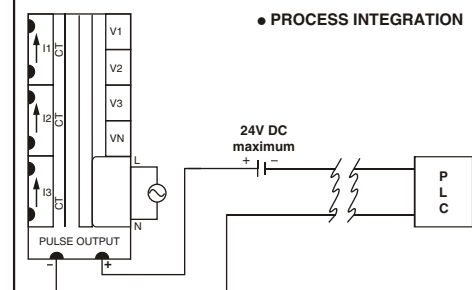 ● PROCESS INTEGRATION
I1
CT
V1
V2
I2
CT
V3
VN
I3
CT
L
N
PULSE OUTPUT
− +
24V DC
maximum
+ −
P
L
C